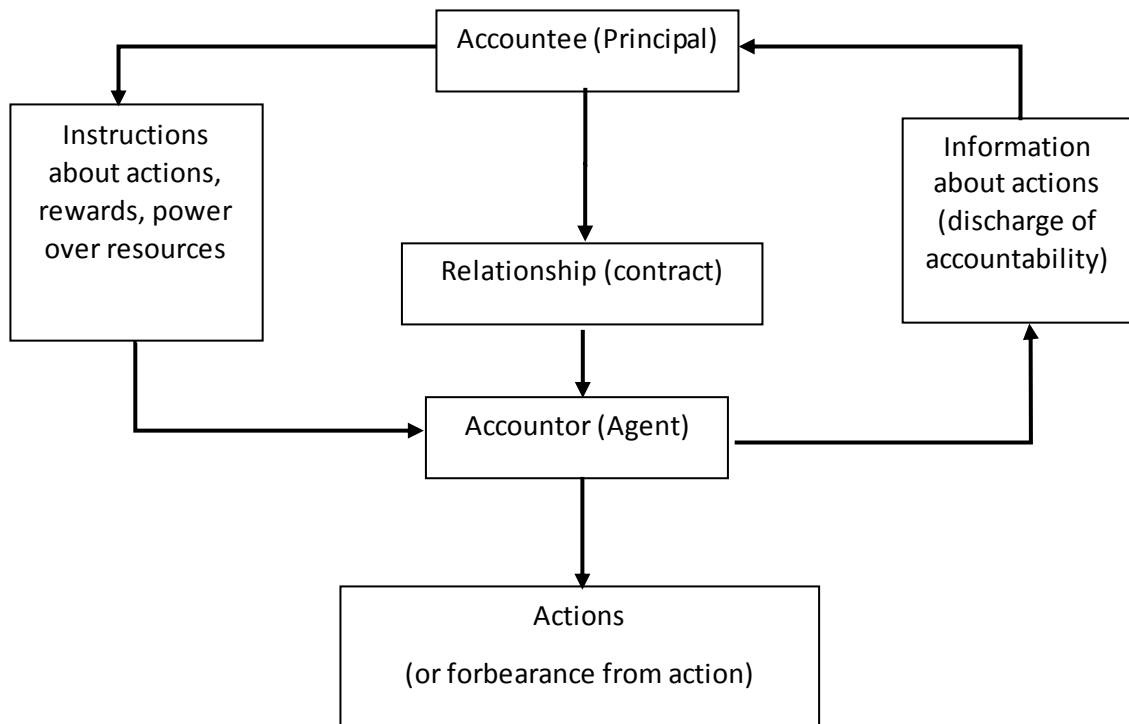 Accountee (Principal)
Instructions
about actions,
rewards, power
over resources
Information
about actions
(discharge of
accountability)
Relationship (contract)
Accountor (Agent)
Actions
(or forbearance from action)